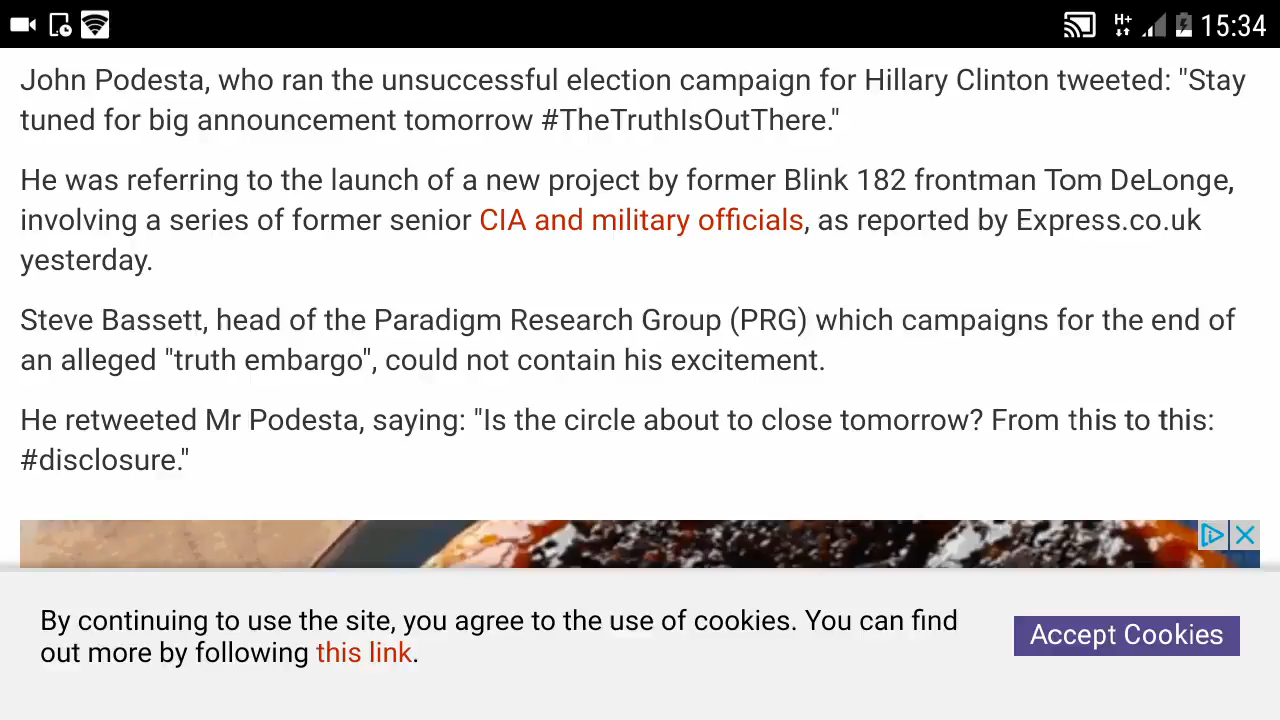 H+
15:34
John Podesta, who ran the unsuccessful election campaign for Hillary Clinton tweeted: "Stay
tuned for big announcement tomorrow #TheTruthIsOutThere."
He was referring to the launch of a new project by former Blink 182 frontman Tom DeLonge,
involving a series of former senior CIA and military officials, as reported by Express.co.uk
yesterday.
Steve Bassett, head of the Paradigm Research Group (PRG) which campaigns for the end of
an alleged "truth embargo", could not contain his excitement.
He retweeted Mr Podesta, saying: "Is the circle about to close tomorrow? From this to this:
#disclosure."
By continuing to use the site, you agree to the use of cookies. You can find
out more by following this link.
Accept Cookies